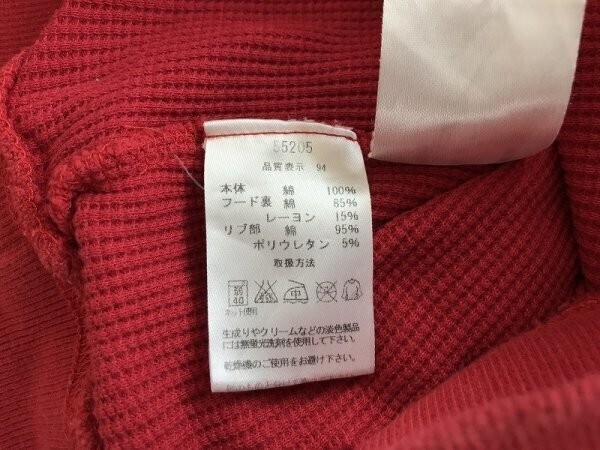 55205
品質表示 94
本体 綿 100%
フード裏 綿 85%
レーヨン 15%
リブ部 綿 95%
ポリウレタン 5%
取扱方法
弱 40 中
ネット使用
生成りやクリームなどの淡色製品
には無蛍光洗剤を使用して下さい。
乾燥機のご使用をお避け下さい。